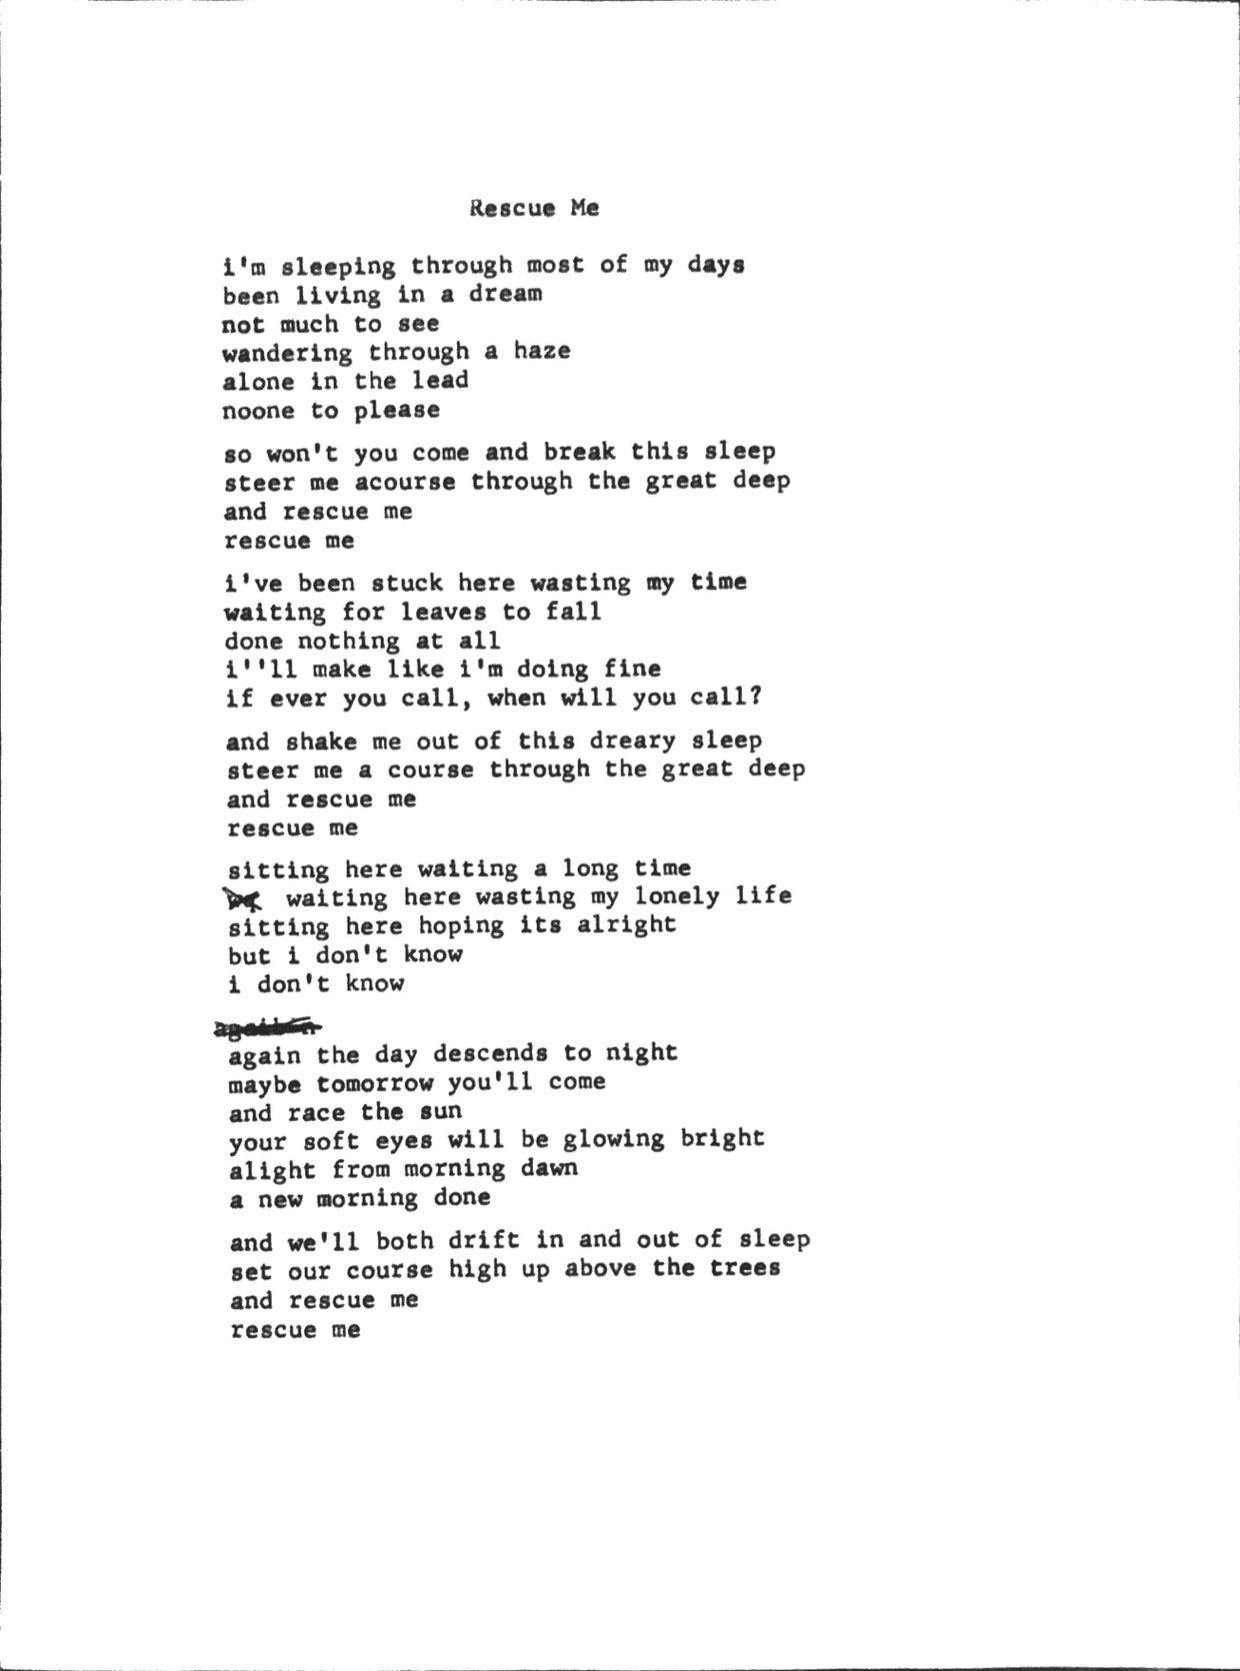 Rescue Me
i'm sleeping through most of my days
been living in a dream
not much to see
wandering through a haze
alone in the lead
noone to please
so won't you come and break this sleep
steer me acourse through the great deep
and rescue me
rescue me
i've been stuck here wasting my time
waiting for leaves to fall
done nothing at all
i''ll make like i'm doing fine
if ever you call, when will you call?
and shake me out of this dreary sleep
steer me a course through the great deep
and rescue me
rescue me
sitting here waiting a long time
waiting here wasting my lonely life
sitting here hoping its alright
but i don't know
i don't know
again the day descends to night
maybe tomorrow you'll come
and race the sun
your soft eyes will be glowing bright
alight from morning dawn
a new morning done
and we'll both drift in and out of sleep
set our course high up above the trees
and rescue me
rescue me